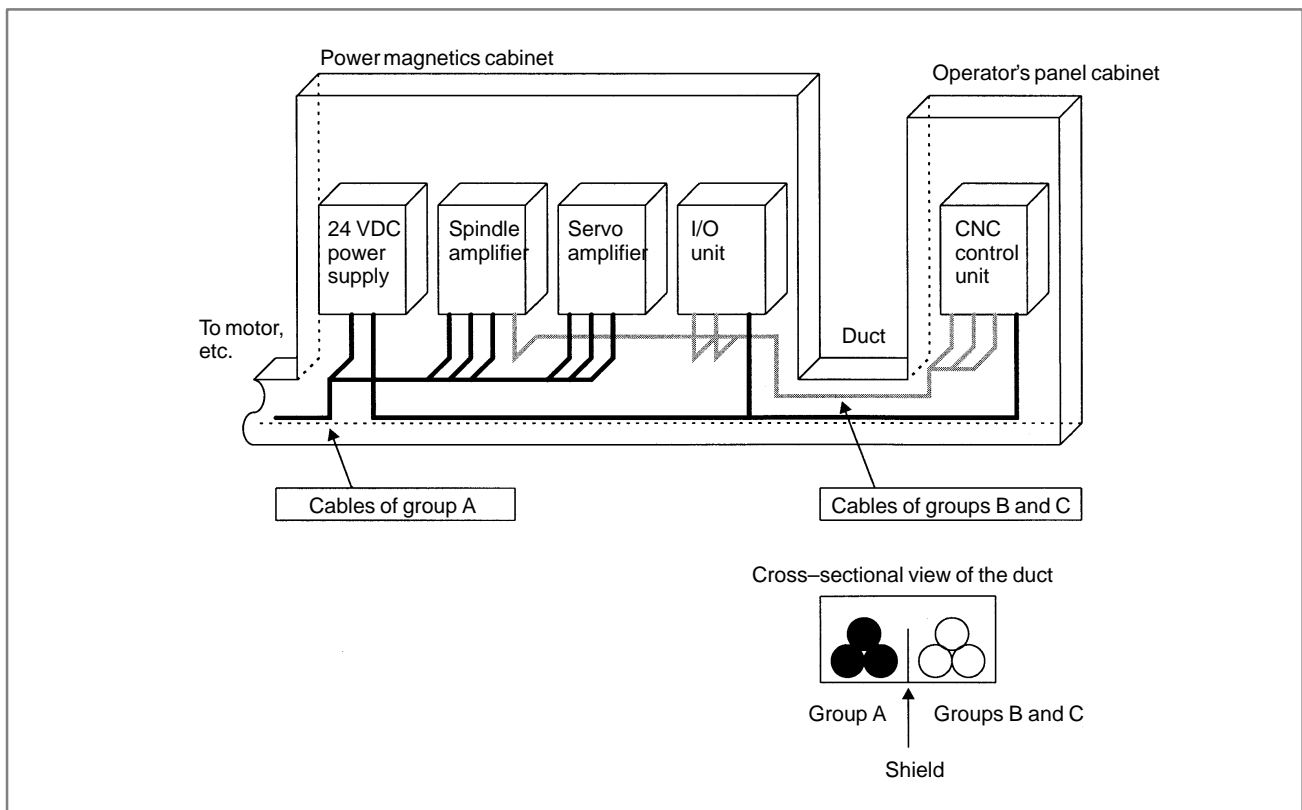 Power magnetics cabinet
Operator's panel cabinet
24 VDC
power
supply
Spindle
amplifier
Servo
amplifier
I/O
unit
CNC
control
unit
To motor,
etc.
Duct
Cables of group A
Cables of groups B and C
Cross–sectional view of the duct
Group A
Groups B and C
Shield